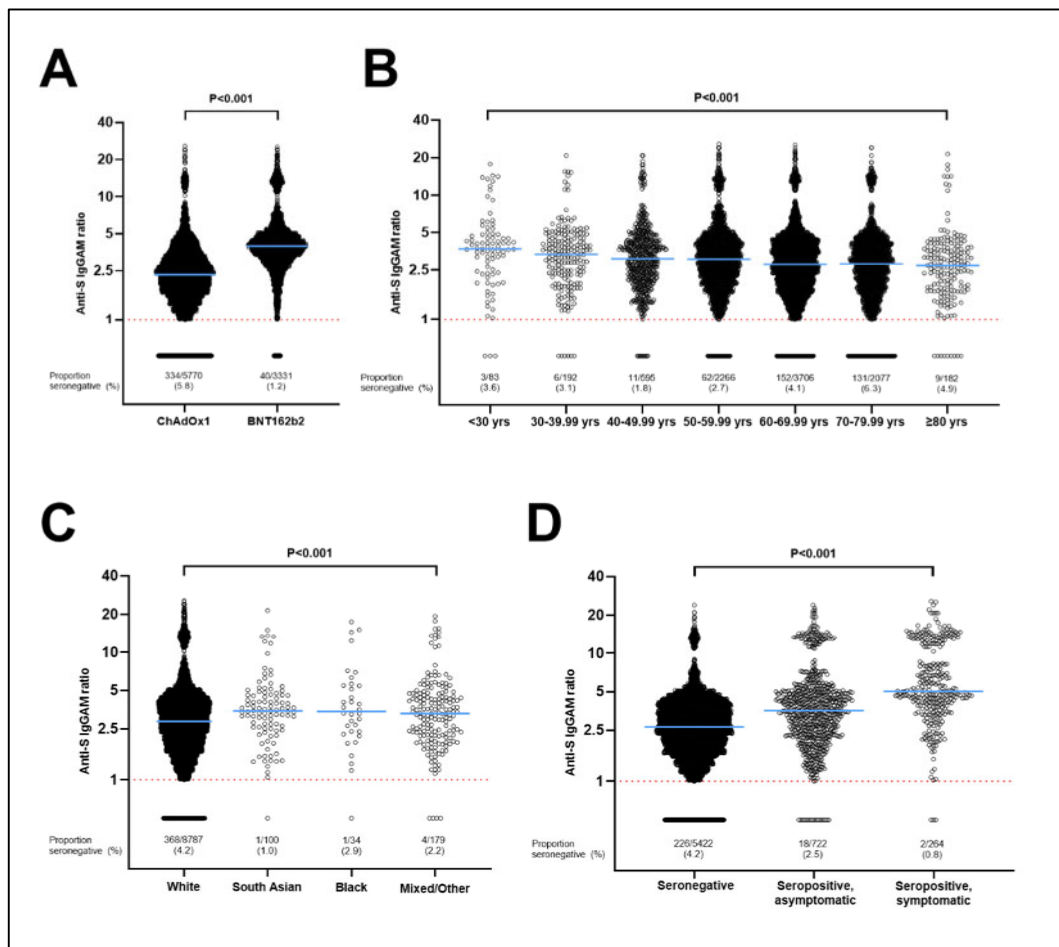 A
B
P<0.001
P<0.001
Anti-S IgGAM ratio
40
20
10
5
2.5
1
Anti-S IgGAM ratio
40
20
10
5
2.5
1
Proportion
seronegative (%)
334/5770
(5.8)
40/3331
(1.2)
ChAdOx1
BNT162b2
Proportion
seronegative (%)
3/83
(3.6)
6/192
(3.1)
11/595
(1.8)
62/2266
(2.7)
152/3706
(4.1)
131/2077
(6.3)
9/182
(4.9)
<30 yrs
30-39.99 yrs
40-49.99 yrs
50-59.99 yrs
60-69.99 yrs
70-79.99 yrs
≥80 yrs
C
D
P<0.001
P<0.001
Anti-S IgGAM ratio
40
20
10
5
2.5
1
Anti-S IgGAM ratio
40
20
10
5
2.5
1
Proportion
seronegative (%)
368/8787
(4.2)
1/100
(1.0)
1/34
(2.9)
4/179
(2.2)
White
South Asian
Black
Mixed/Other
Proportion
seronegative (%)
226/5422
(4.2)
18/722
(2.5)
2/264
(0.8)
Seronegative
Seropositive,
asymptomatic
Seropositive,
symptomatic